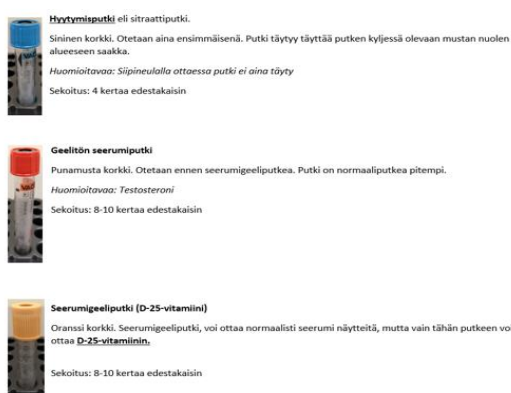 Hyytymisputki eli sitraattiputki.
Sininen korkki. Otetaan aina ensimmäisenä. Putki täytyy täyttää putken kyljessä olevaan mustan nuolen
alueeseen saakka.
Huomioitavaa: Siipineulalla ottaessa putki ei aina täyty
Sekoitus: 4 kertaa edestakaisin
Geelitön seerumiputki
Punamusta korkki. Otetaan ennen seerumigeeliputkea. Putki on normaaliputkea pitempi.
Huomioitavaa: Testosteroni
Sekoitus: 8-10 kertaa edestakaisin
Seerumigeeliputki (D-25-vitamiini)
Oranssi korkki. Seerumigeeliputki, voi ottaa normaalisti seerumi näytteitä, mutta vain tähän putkeen vo
ottaa D-25-vitamiinin.
Sekoitus: 8-10 kertaa edestakaisin